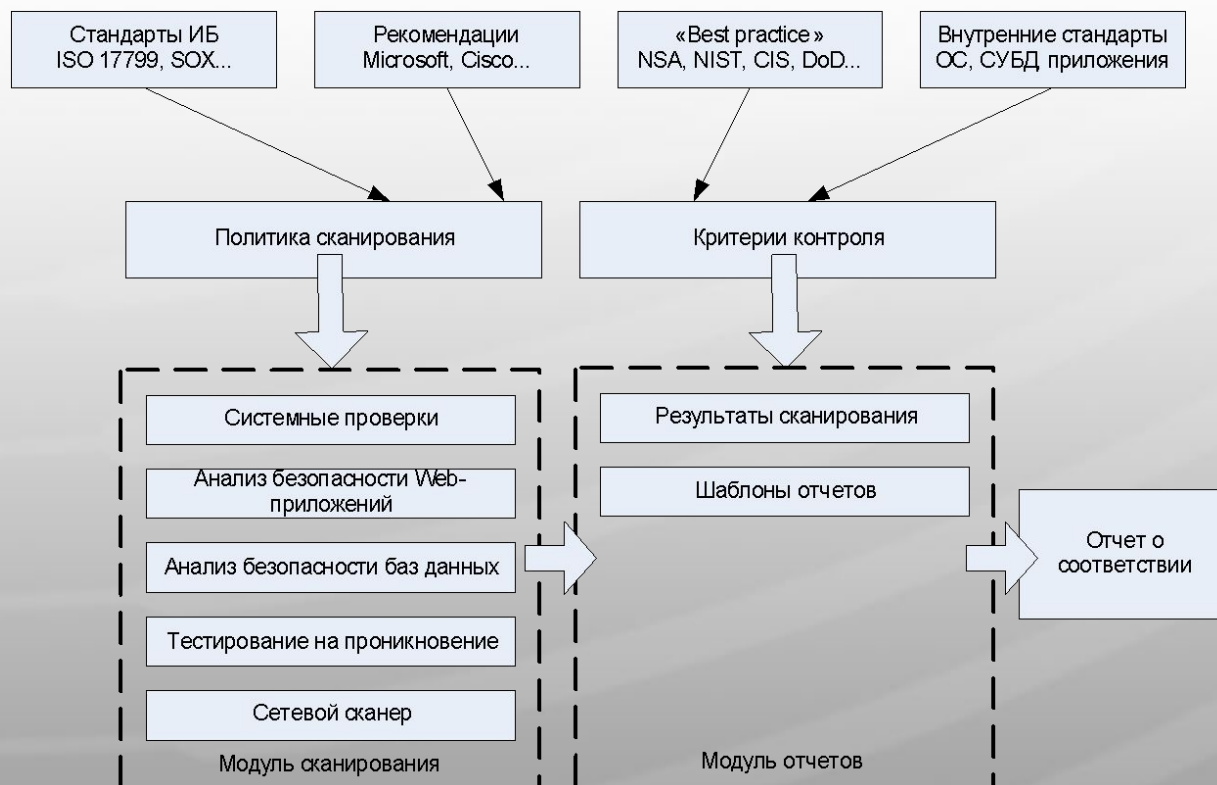 Стандарты ИБ
ISO 17799, SOX...
Рекомендации
Microsoft, Cisco...
«Best practice»
NSA, NIST, CIS, DoD...
Внутренние стандарты
ОС, СУБД, приложения
Политика сканирования
Критерии контроля
Системные проверки
Анализ безопасности Web-
приложений
Анализ безопасности баз данных
Тестирование на проникновение
Сетевой сканер
Модуль сканирования
Результаты сканирования
Шаблоны отчетов
Модуль отчетов
Отчет о
соответствии